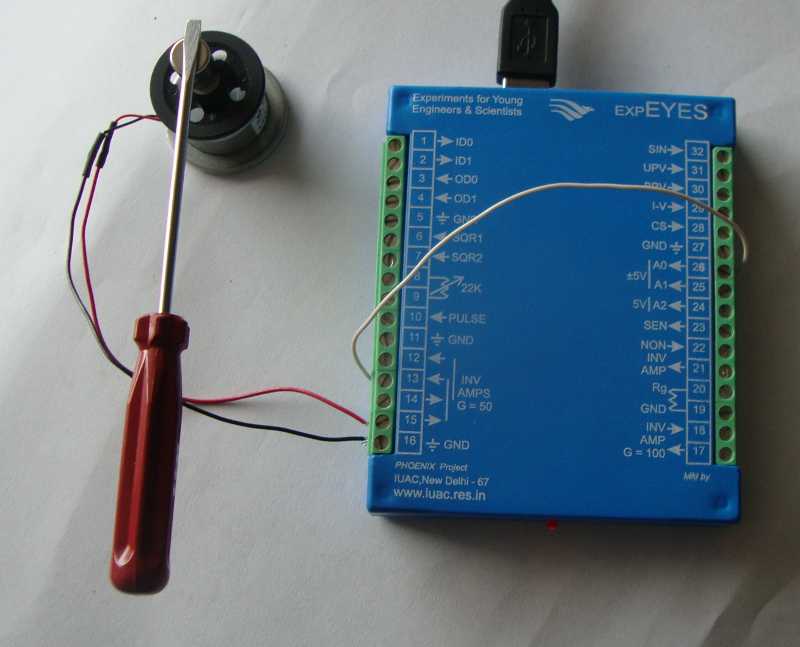 Experiments for Young
Engineers & Scientists
EXPEYES
1 ID0
2 ID1
3 OD0
4 OD1
5 GND
6 SQR1
7 SQR2
8
9
22K
10 PULSE
11 GND
12
13
14
15
INV
AMPS
G = 50
16 GND
PHOENIX Project
IUAC,New Delhi - 67
www.iuac.res.in
SIN 32
UPV 31
30
I-V 29
CS 28
GND 27
A0 26
±5V
A1 25
5V A2 24
SEN 23
NON 22
INV
AMP 21
Rg 20
GND 19
INV 18
AMP
G = 100 17
Mfd by